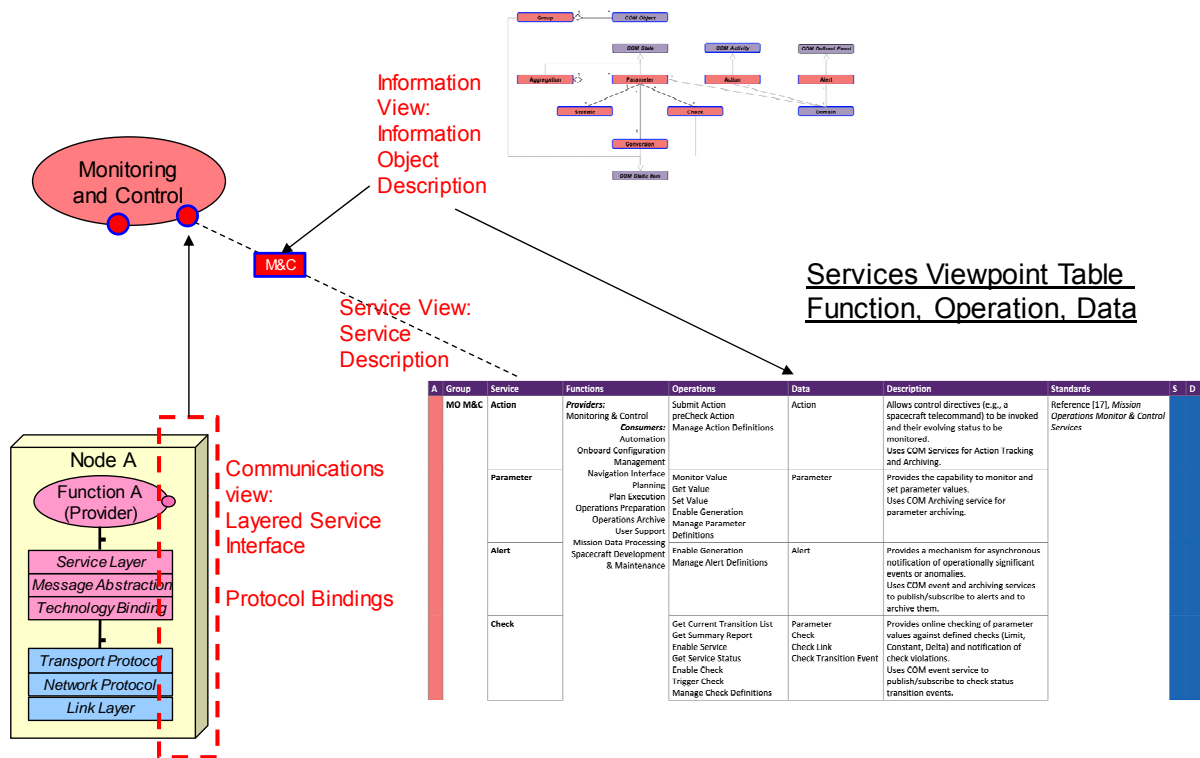 Group
COM Object
COM State
COM Activity
COM Defined Event
Aggregation
Parameter
Action
Alert
Statistic
Check
Domain
Conversion
COM Static Item
Information
View:
Information
Object
Description
Monitoring
and Control
M&C
Service View:
Service
Description
Services Viewpoint Table
Function, Operation, Data
Node A
Function A
(Provider)
Service Layer
Message Abstraction
Technology Binding
Transport Protocol
Network Protocol
Link Layer
Communications
view:
Layered Service
Interface
Protocol Bindings
A Group Service Functions Operations Data Description Standards S D
MO M&C
Action
Providers:
Monitoring & Control
Consumers:
Automation
Onboard Configuration
Management
Navigation Interface
Planning
Plan Execution
Operations Preparation
Operations Archive
User Support
Mission Data Processing
Spacecraft Development
& Maintenance
Submit Action
preCheck Action
Manage Action Definitions
Action
Allows control directives (e.g., a
spacecraft telecommand) to be invoked
and their evolving status to be
monitored.
Uses COM Services for Action Tracking
and Archiving.
Reference [17], Mission
Operations Monitor & Control
Services
Parameter
Monitor Value
Get Value
Set Value
Enable Generation
Manage Parameter
Definitions
Parameter
Provides the capability to monitor and
set parameter values.
Uses COM Archiving service for
parameter archiving.
Alert
Enable Generation
Manage Alert Definitions
Alert
Provides a mechanism for asynchronous
notification of operationally significant
events or anomalies.
Uses COM event and archiving services
to publish/subscribe to alerts and to
archive them.
Check
Get Current Transition List
Get Summary Report
Enable Service
Get Service Status
Enable Check
Trigger Check
Manage Check Definitions
Parameter
Check
Check Link
Check Transition Event
Provides online checking of parameter
values against defined checks (Limit,
Constant, Delta) and notification of
check violations.
Uses COM event service to
publish/subscribe to check status
transition events.